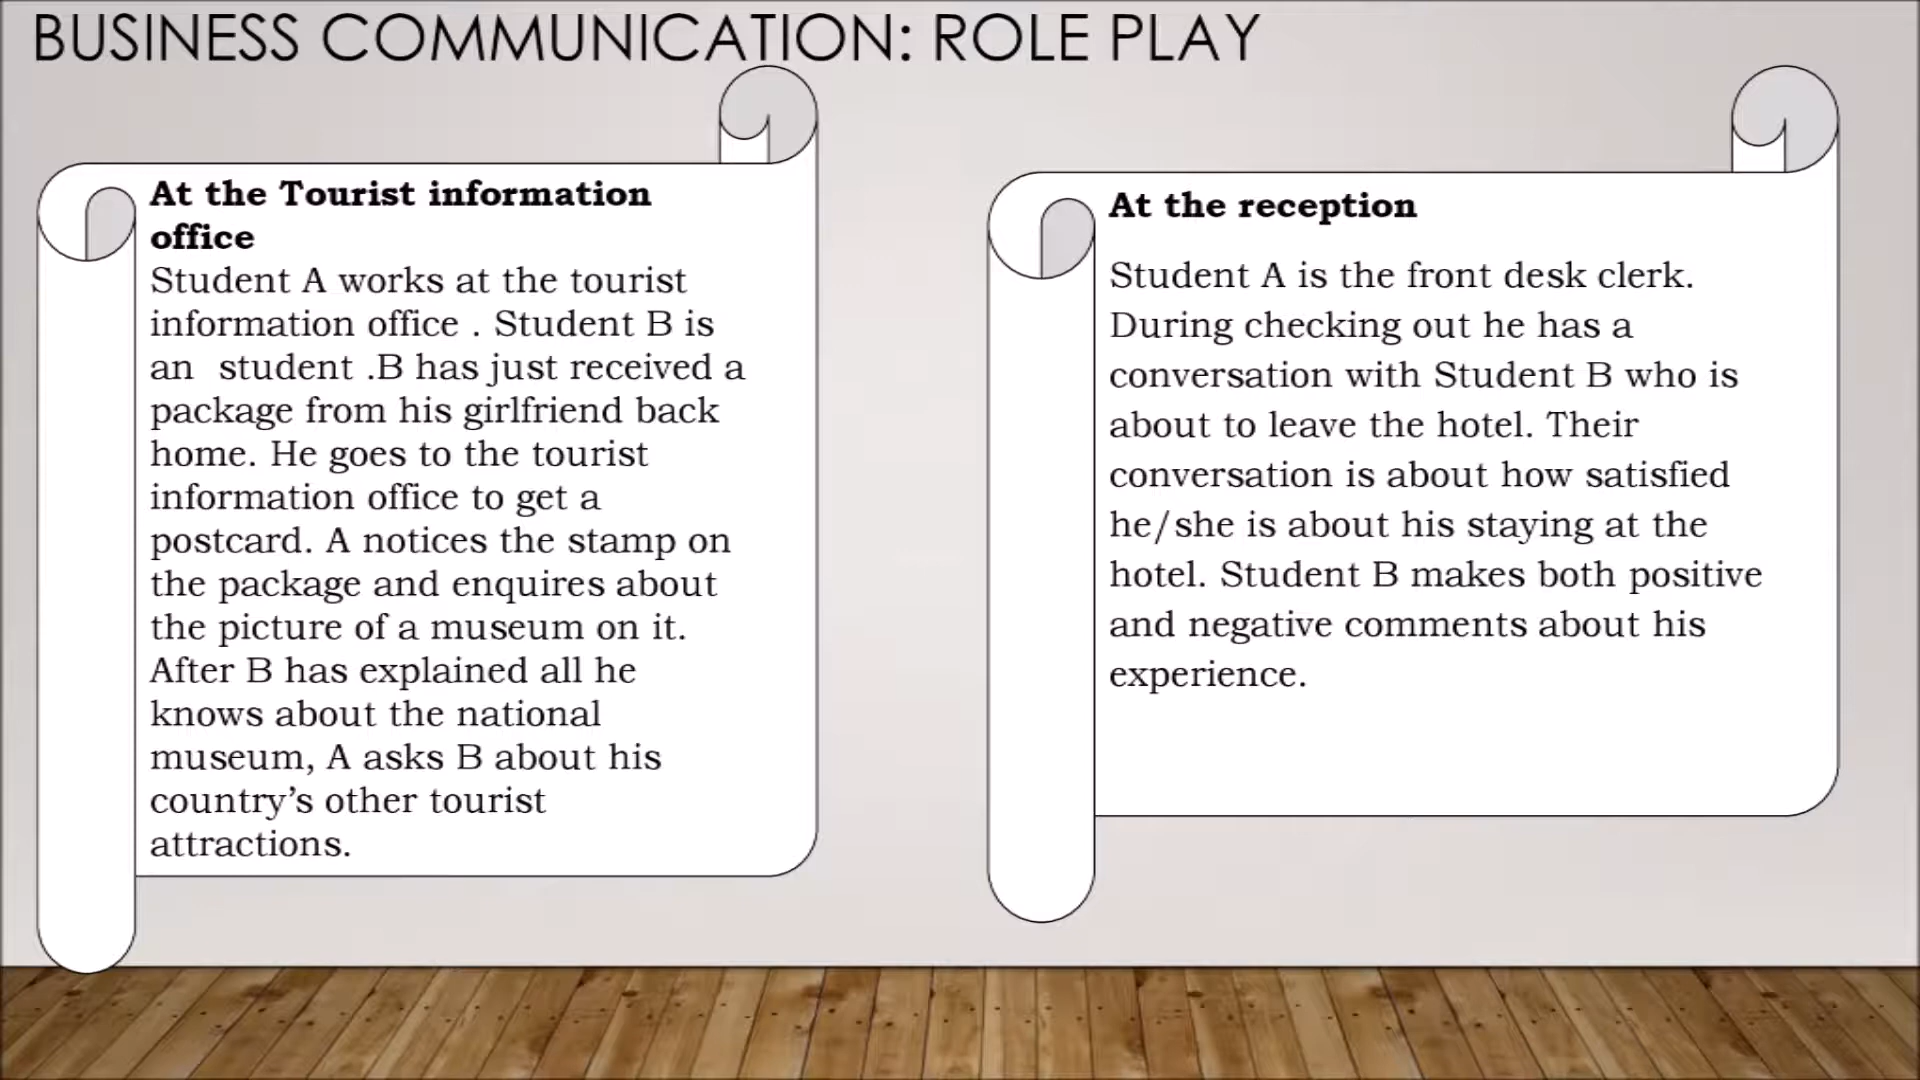 BUSINESS COMMUNICATION: ROLE PLAY
At the Tourist information
office
Student A works at the tourist
information office . Student B is
an  student .B has just received a
package from his girlfriend back
home. He goes to the tourist
information office to get a
postcard. A notices the stamp on
the package and enquires about
the picture of a museum on it.
After B has explained all he
knows about the national
museum, A asks B about his
country’s other tourist
attractions.
At the reception
Student A is the front desk clerk.
During checking out he has a
conversation with Student B who is
about to leave the hotel. Their
conversation is about how satisfied
he/she is about his staying at the
hotel. Student B makes both positive
and negative comments about his
experience.